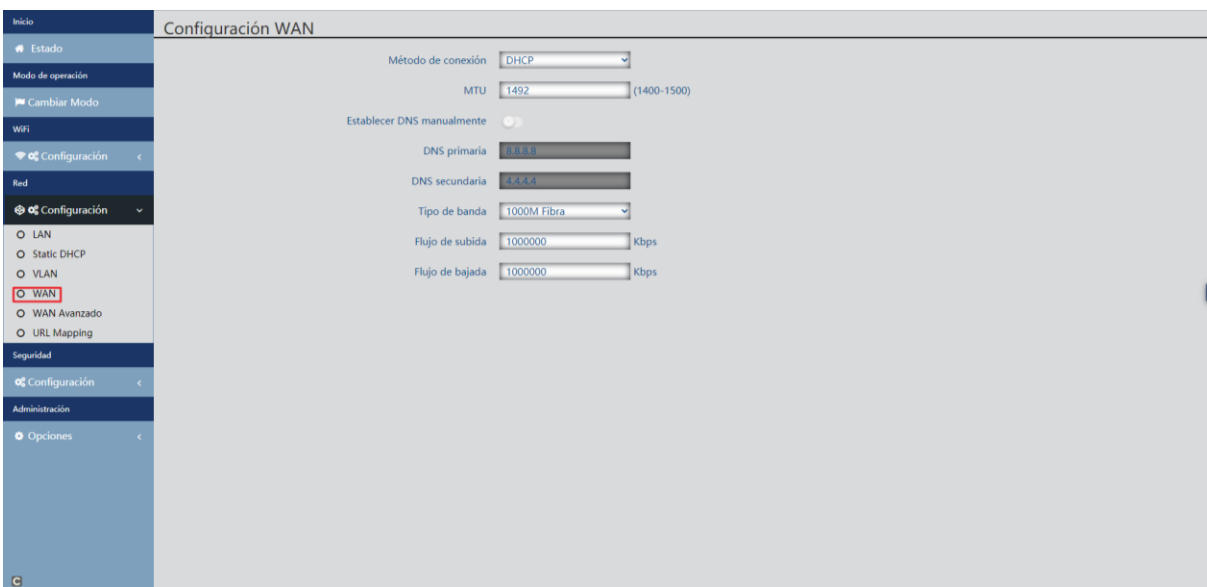 Inicio
Estado
Modo de operación
Cambiar Modo
WiFi
Configuración
Red
Configuración
LAN
Static DHCP
VLAN
WAN
WAN Avanzado
URL Mapping
Seguridad
Configuración
Administración
Opciones
C
Configuración WAN
Método de conexión DHCP
MTU 1492 (1400-1500)
Establecer DNS manualmente
DNS primaria 8.8.8.8
DNS secundaria 4.4.4.4
Tipo de banda 1000M Fibra
Flujo de subida 1000000 Kbps
Flujo de bajada 1000000 Kbps